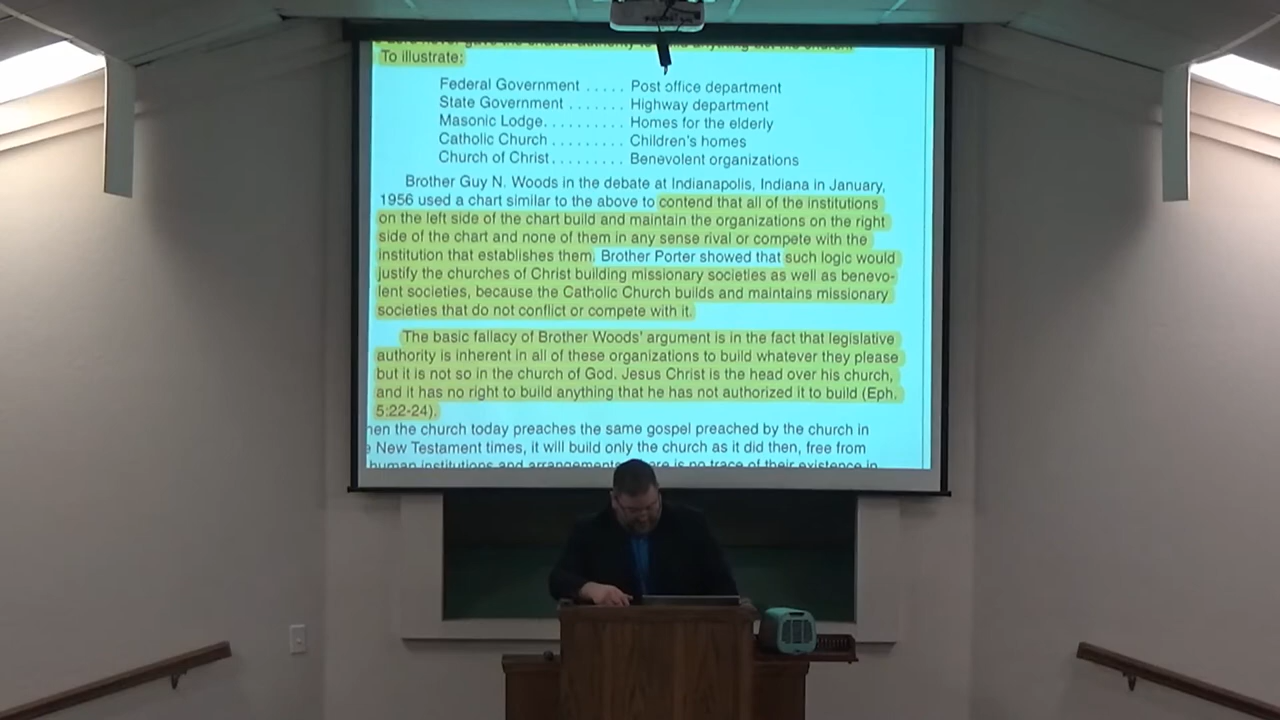 To illustrate:
Federal Government ..... Post office department
State Government ....... Highway department
Masonic Lodge.......... Homes for the elderly
Catholic Church ......... Children's homes
Church of Christ......... Benevolent organizations
Brother Guy N. Woods in the debate at Indianapolis, Indiana in January,
1956 used a chart similar to the above to contend that all of the institutions
on the left side of the chart build and maintain the organizations on the right
side of the chart and none of them in any sense rival or compete with the
institution that establishes them. Brother Porter showed that such logic would
justify the churches of Christ building missionary societies as well as benevo-
lent societies, because the Catholic Church builds and maintains missionary
societies that do not conflict or compete with it.
The basic fallacy of Brother Woods' argument is in the fact that legislative
authority is inherent in all of these organizations to build whatever they please
but it is not so in the church of God. Jesus Christ is the head over his church,
and it has no right to build anything that he has not authorized it to build (Eph.
5:22-24).
hen the church today preaches the same gospel preached by the church in
New Testament times, it will build only the church as it did then, free from
human institutions and arrangements is no trace of their existence in